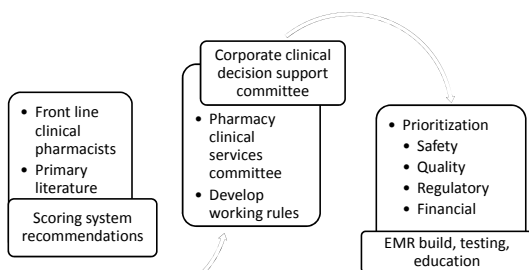 • Front line
clinical
pharmacists
• Primary
literature
Scoring system
recommendations
Corporate clinical
decision support
committee
• Pharmacy
clinical
services
committee
• Develop
working rules
• Prioritization
• Safety
• Quality
• Regulatory
• Financial
EMR build, testing,
education